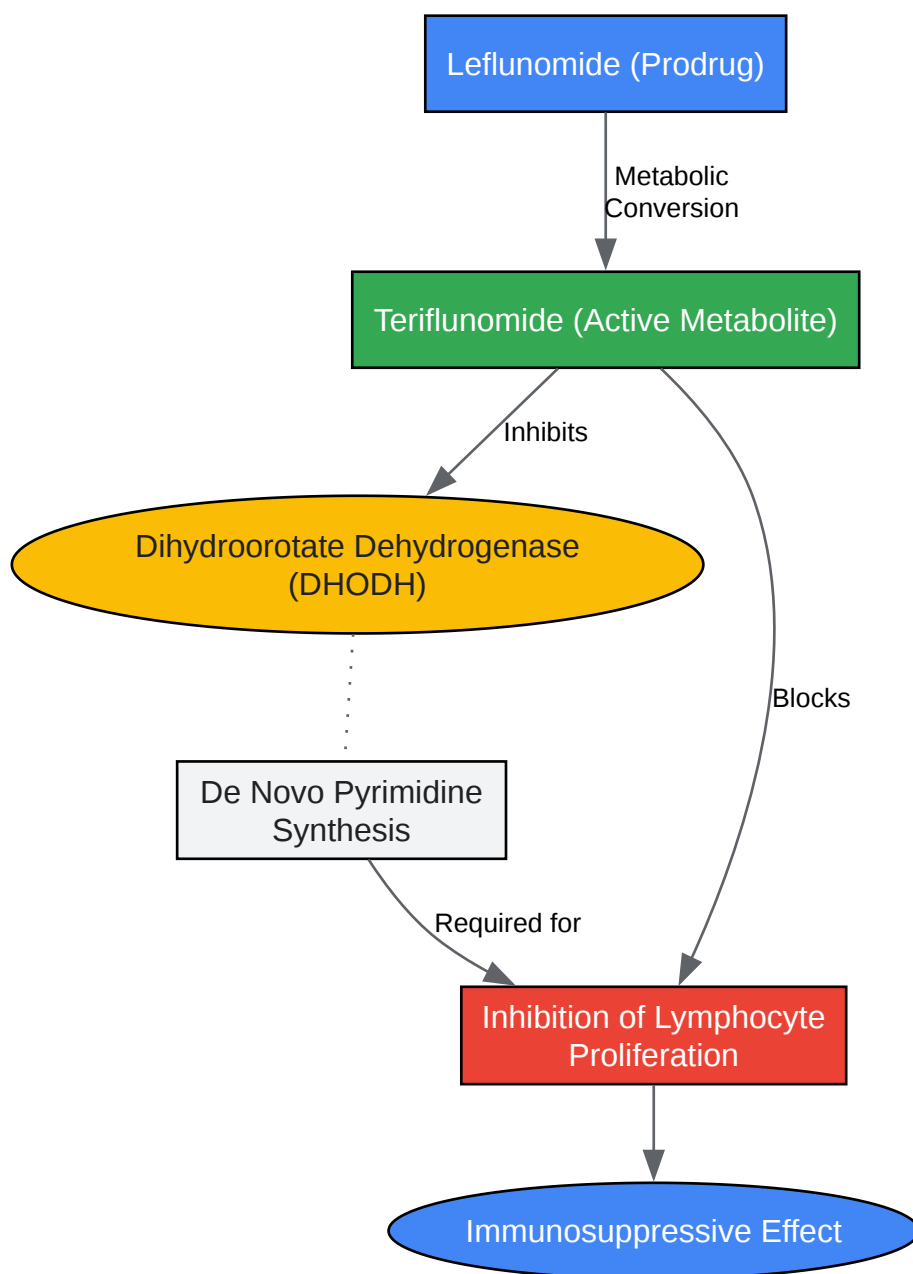 Leflunomide (Prodrug)
Metabolic
Conversion
Teriflunomide (Active Metabolite)
Inhibits
Dihydroorotate Dehydrogenase
(DHODH)
Blocks
De Novo Pyrimidine
Synthesis
Required for
Inhibition of Lymphocyte
Proliferation
Immunosuppressive Effect